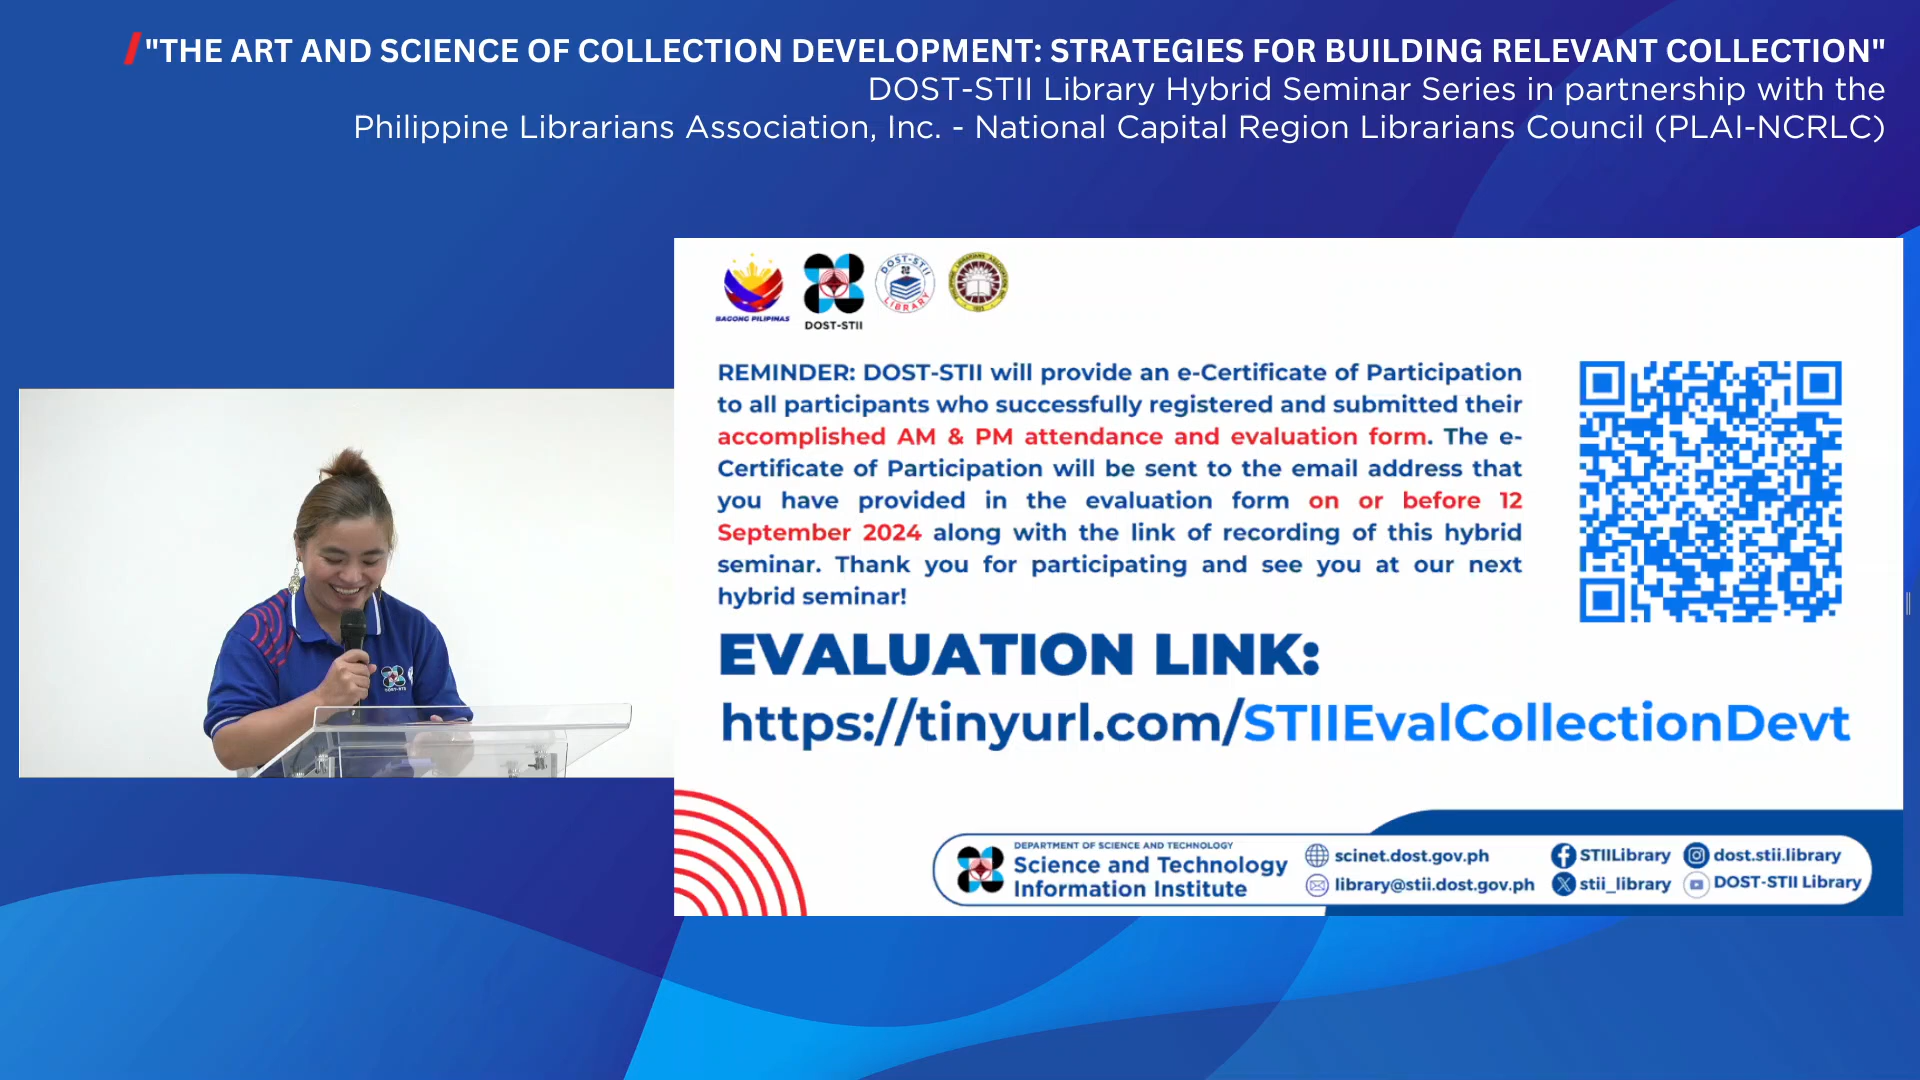 "THE ART AND SCIENCE OF COLLECTION DEVELOPMENT: STRATEGIES FOR BUILDING RELEVANT COLLECTION"
DOST-STII Library Hybrid Seminar Series in partnership with the
Philippine Librarians Association, Inc. - National Capital Region Librarians Council (PLAI-NCRLC)
BAGONG PILIPINAS
DOST-STII
DOST-STII
LIBRARY
REMINDER: DOST-STII will provide an e-Certificate of Participation
to all participants who successfully registered and submitted their
accomplished AM & PM attendance and evaluation form. The e-
Certificate of Participation will be sent to the email address that
you have provided in the evaluation form on or before 12
September 2024 along with the link of recording of this hybrid
seminar. Thank you for participating and see you at our next
hybrid seminar!
EVALUATION LINK:
https://tinyurl.com/STIIEvalCollectionDevt
DEPARTMENT OF SCIENCE AND TECHNOLOGY
Science and Technology
Information Institute
scinet.dost.gov.ph
library@stii.dost.gov.ph
STIILibrary
stii_library
dost.stii.library
DOST-STII Library